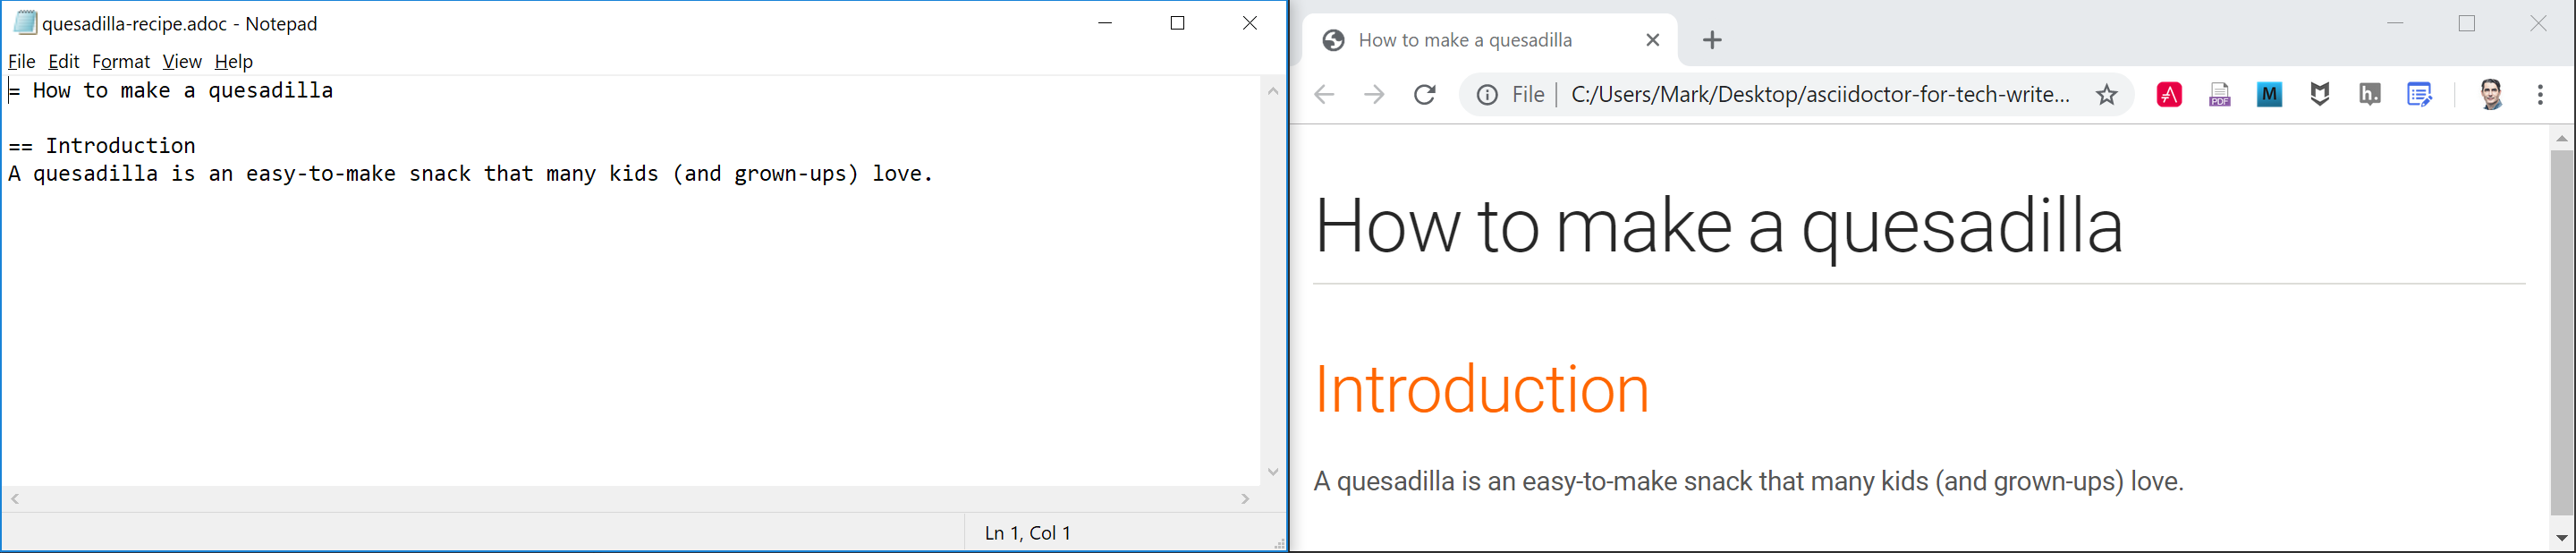 quesadilla-recipe.adoc - Notepad
File Edit Format View Help
= How to make a quesadilla
== Introduction
A quesadilla is an easy-to-make snack that many kids (and grown-ups) love.
Ln 1, Col 1
How to make a quesadilla
File C:/Users/Mark/Desktop/asciidoctor-for-tech-write...
PDF M h.
How to make a quesadilla
Introduction
A quesadilla is an easy-to-make snack that many kids (and grown-ups) love.